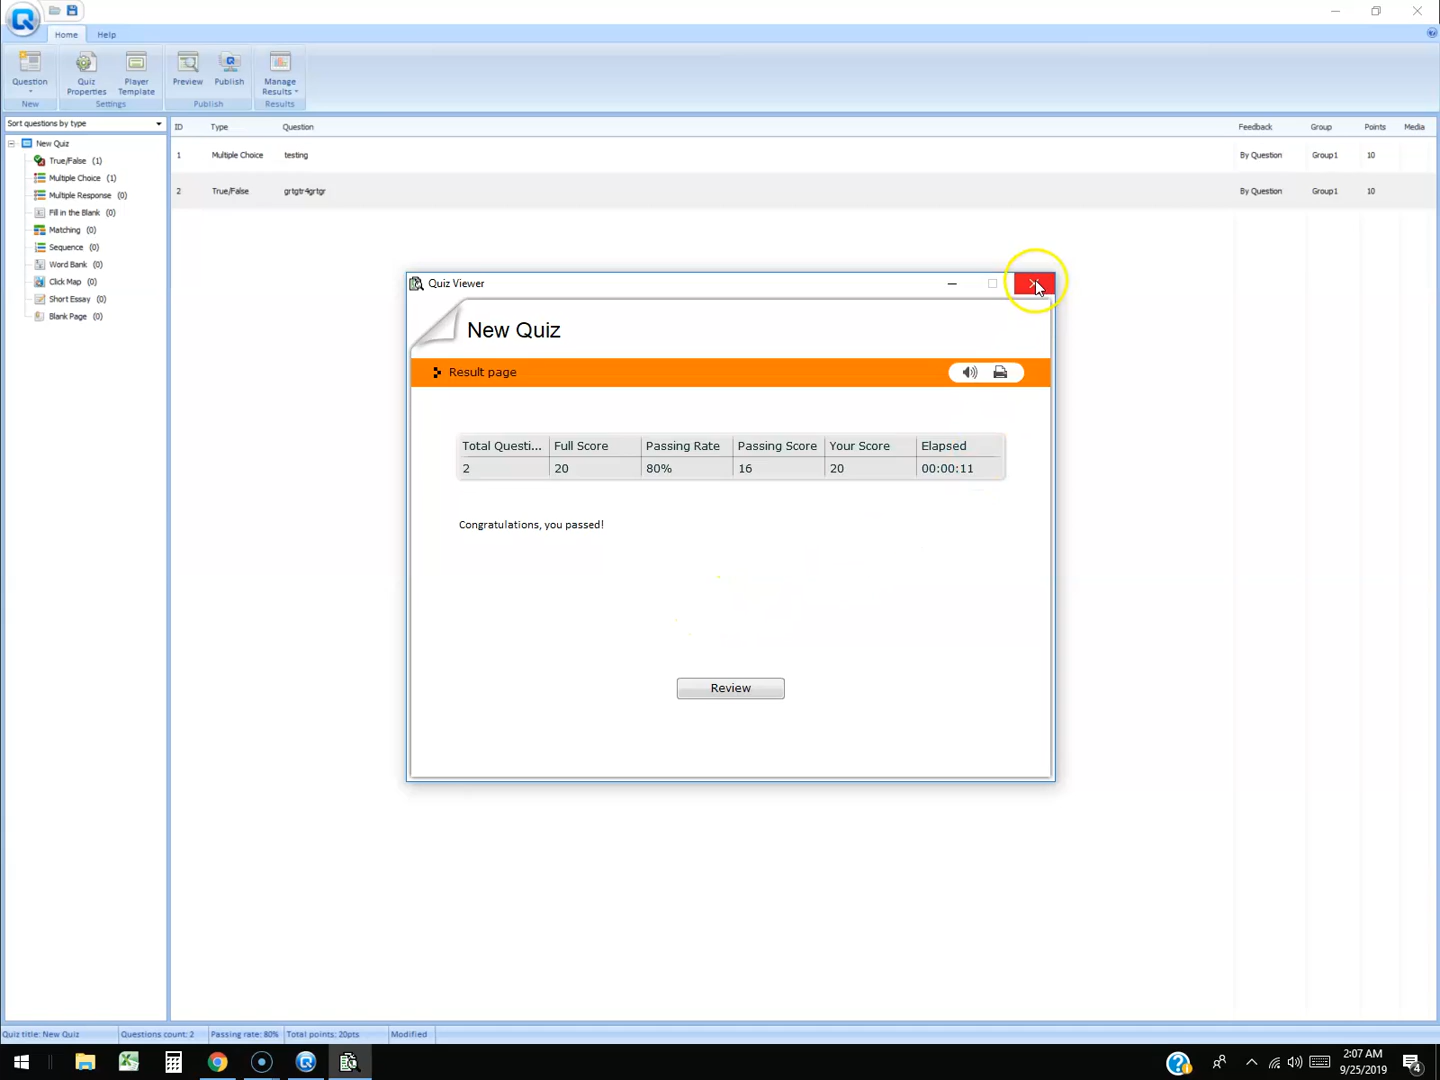 Home Help
Question
Quiz Properties
Player Template
Preview
Publish
Manage Results
New
Settings
Publish
Results
Sort questions by type
ID Type Question Feedback Group Points Media
New Quiz
1 Multiple Choice testing By Question Group1 10
True/False (1)
Multiple Choice (1)
2 True/False grtgtr4grtgr By Question Group1 10
Multiple Response (0)
Fill in the Blank (0)
Matching (0)
Sequence (0)
Word Bank (0)
Click Map (0)
Short Essay (0)
Blank Page (0)
Quiz Viewer
New Quiz
Result page
Total Questi... Full Score Passing Rate Passing Score Your Score Elapsed
2 20 80% 16 20 00:00:11
Congratulations, you passed!
Review
Quiz title: New Quiz Questions count: 2 Passing rate: 80% Total points: 20pts Modified
2:07 AM
9/25/2019
4